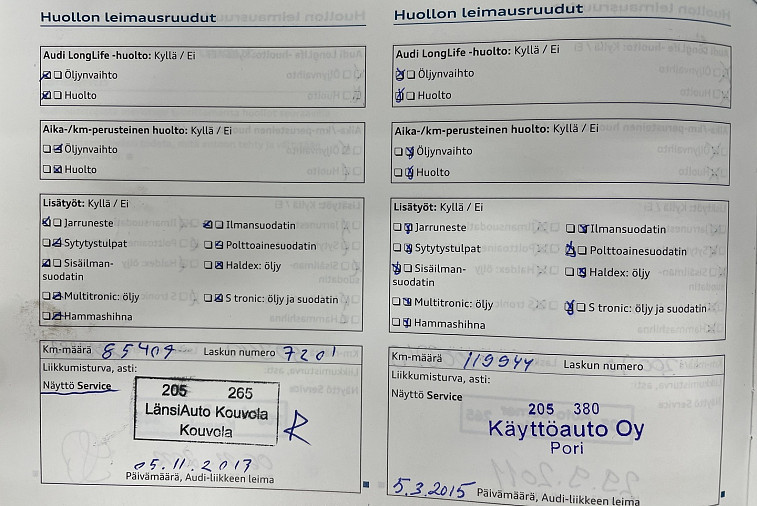 Huollon leimausruudut
Audi LongLife -huolto: Kyllä / Ei
Öljynvaihto
Huolto
Aika-/km-perusteinen huolto: Kyllä / Ei
Öljynvaihto
Huolto
Lisätyöt: Kyllä / Ei
Jarruneste
Ilmansuodatin
Sytytystulpat
Polttoainesuodatin
Sisäilman-
suodatin
Haldex: öljy
Multitronic: öljy
S tronic: öljy ja suodatin
Hammashihna
Km-määrä 85409 Laskun numero 7201
Liikkumisturva, asti:
Näyttö Service
205 265
LänsiAuto Kouvola
Kouvola
R
05.11.2013
Päivämäärä, Audi-liikkeen leima
Huollon leimausruudut
Audi LongLife -huolto: Kyllä / Ei
Öljynvaihto
Huolto
Aika-/km-perusteinen huolto: Kyllä / Ei
Öljynvaihto
Huolto
Lisätyöt: Kyllä / Ei
Jarruneste
Ilmansuodatin
Sytytystulpat
Polttoainesuodatin
Sisäilman-
suodatin
Haldex: öljy
Multitronic: öljy
S tronic: öljy ja suodatin
Hammashihna
Km-määrä 119944 Laskun numero
Liikkumisturva, asti:
Näyttö Service
205 380
Käyttöauto Oy
Pori
5.3.2015 Päivämäärä, Audi-liikkeen leima